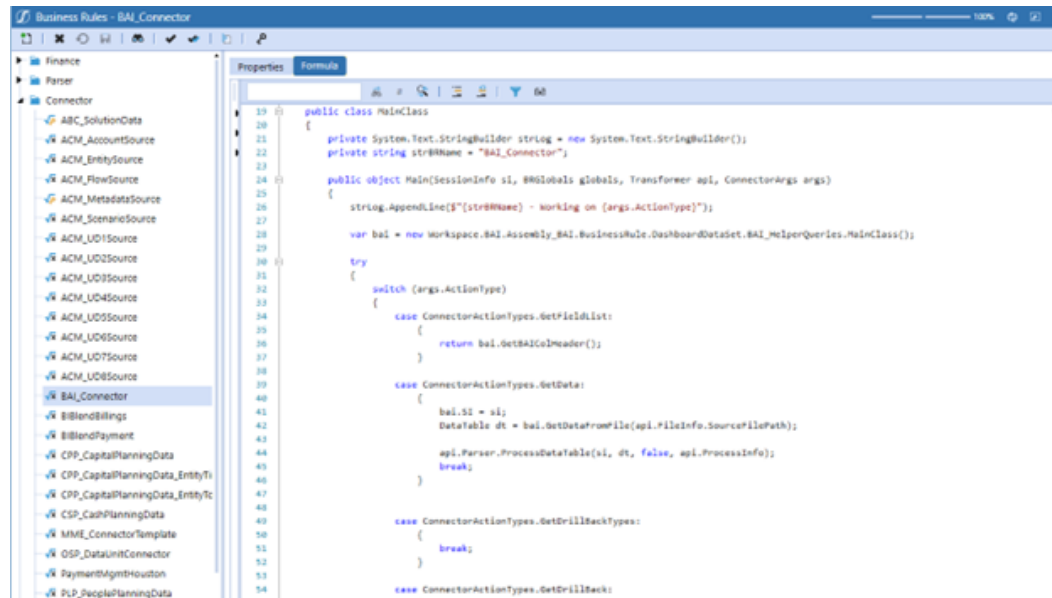 Business Rules - BAI_Connector
100%
Finance
Parser
Connector
ABC_SolutionData
ACM_AccountSource
ACM_EntitySource
ACM_FlowSource
ACM_MetadataSource
ACM_ScenarioSource
ACM_UD1Source
ACM_UD2Source
ACM_UD3Source
ACM_UD4Source
ACM_UD5Source
ACM_UD6Source
ACM_UD7Source
ACM_UD8Source
BAI_Connector
BIBlendBillings
BIBlendPayment
CPP_CapitalPlanningData
CPP_CapitalPlanningData_EntityTi
CPP_CapitalPlanningData_EntityTc
CSP_CashPlanningData
MME_ConnectorTemplate
OSP_DataUnitConnector
PaymentMgmtHouston
PLP_PeoplePlanningData
Properties Formula
19 public class MainClass
20 {
21 private System.Text.StringBuilder strLog = new System.Text.StringBuilder();
22 private string strBRName = "BAI_Connector";
23
24 public object Main(SessionInfo si, BRGlobals globals, Transformer api, ConnectorArgs args)
25 {
26 strLog.AppendLine($"{strBRName} - Working on {args.ActionType}");
27
28 var bai = new Workspace.BAI.Assembly_BAI.BusinessRule.DashboardDataSet.BAI_HelperQueries.MainClass();
29
30 try
31 {
32 switch (args.ActionType)
33 {
34 case ConnectorActionTypes.GetFieldList:
35 {
36 return bai.GetBAIColHeader();
37 }
38
39 case ConnectorActionTypes.GetData:
40 {
41 bai.SI = si;
42 DataTable dt = bai.GetDataFromFile(api.FileInfo.SourceFilePath);
43
44 api.Parser.ProcessDataTable(si, dt, false, api.ProcessInfo);
45 break;
46 }
47
48
49 case ConnectorActionTypes.GetDrillBackTypes:
50 {
51 break;
52 }
53
54 case ConnectorActionTypes.GetDrillBack: